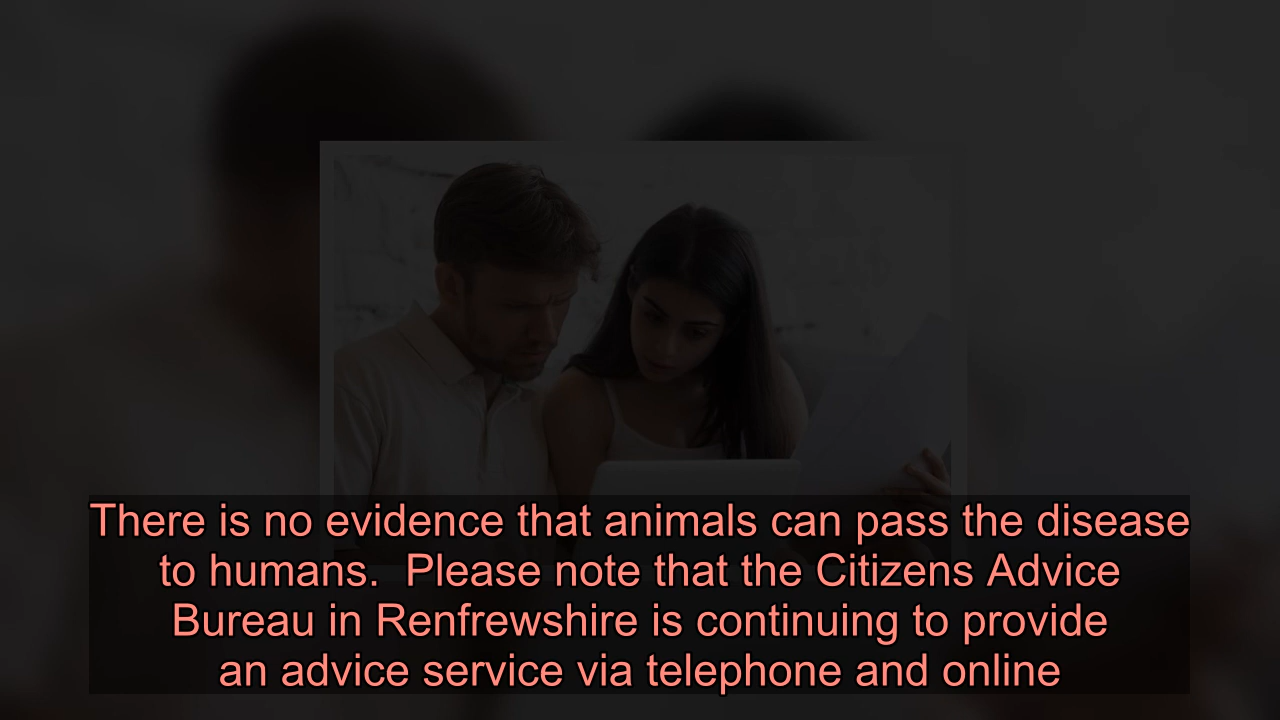 There is no evidence that animals can pass the disease
to humans.  Please note that the Citizens Advice
Bureau in Renfrewshire is continuing to provide
an advice service via telephone and online